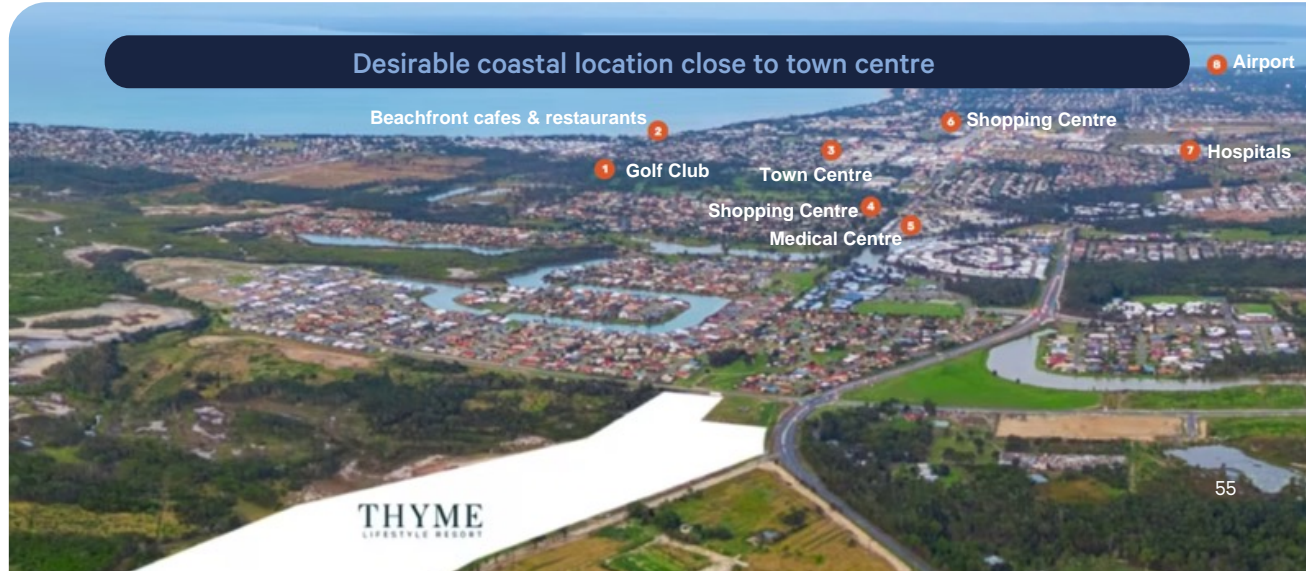 Desirable coastal location close to town centre
8 Airport
Beachfront cafes & restaurants
2
6 Shopping Centre
3
7 Hospitals
1 Golf Club
Town Centre
Shopping Centre 4
5
Medical Centre
55
THYME
LIFESTYLE RESORT